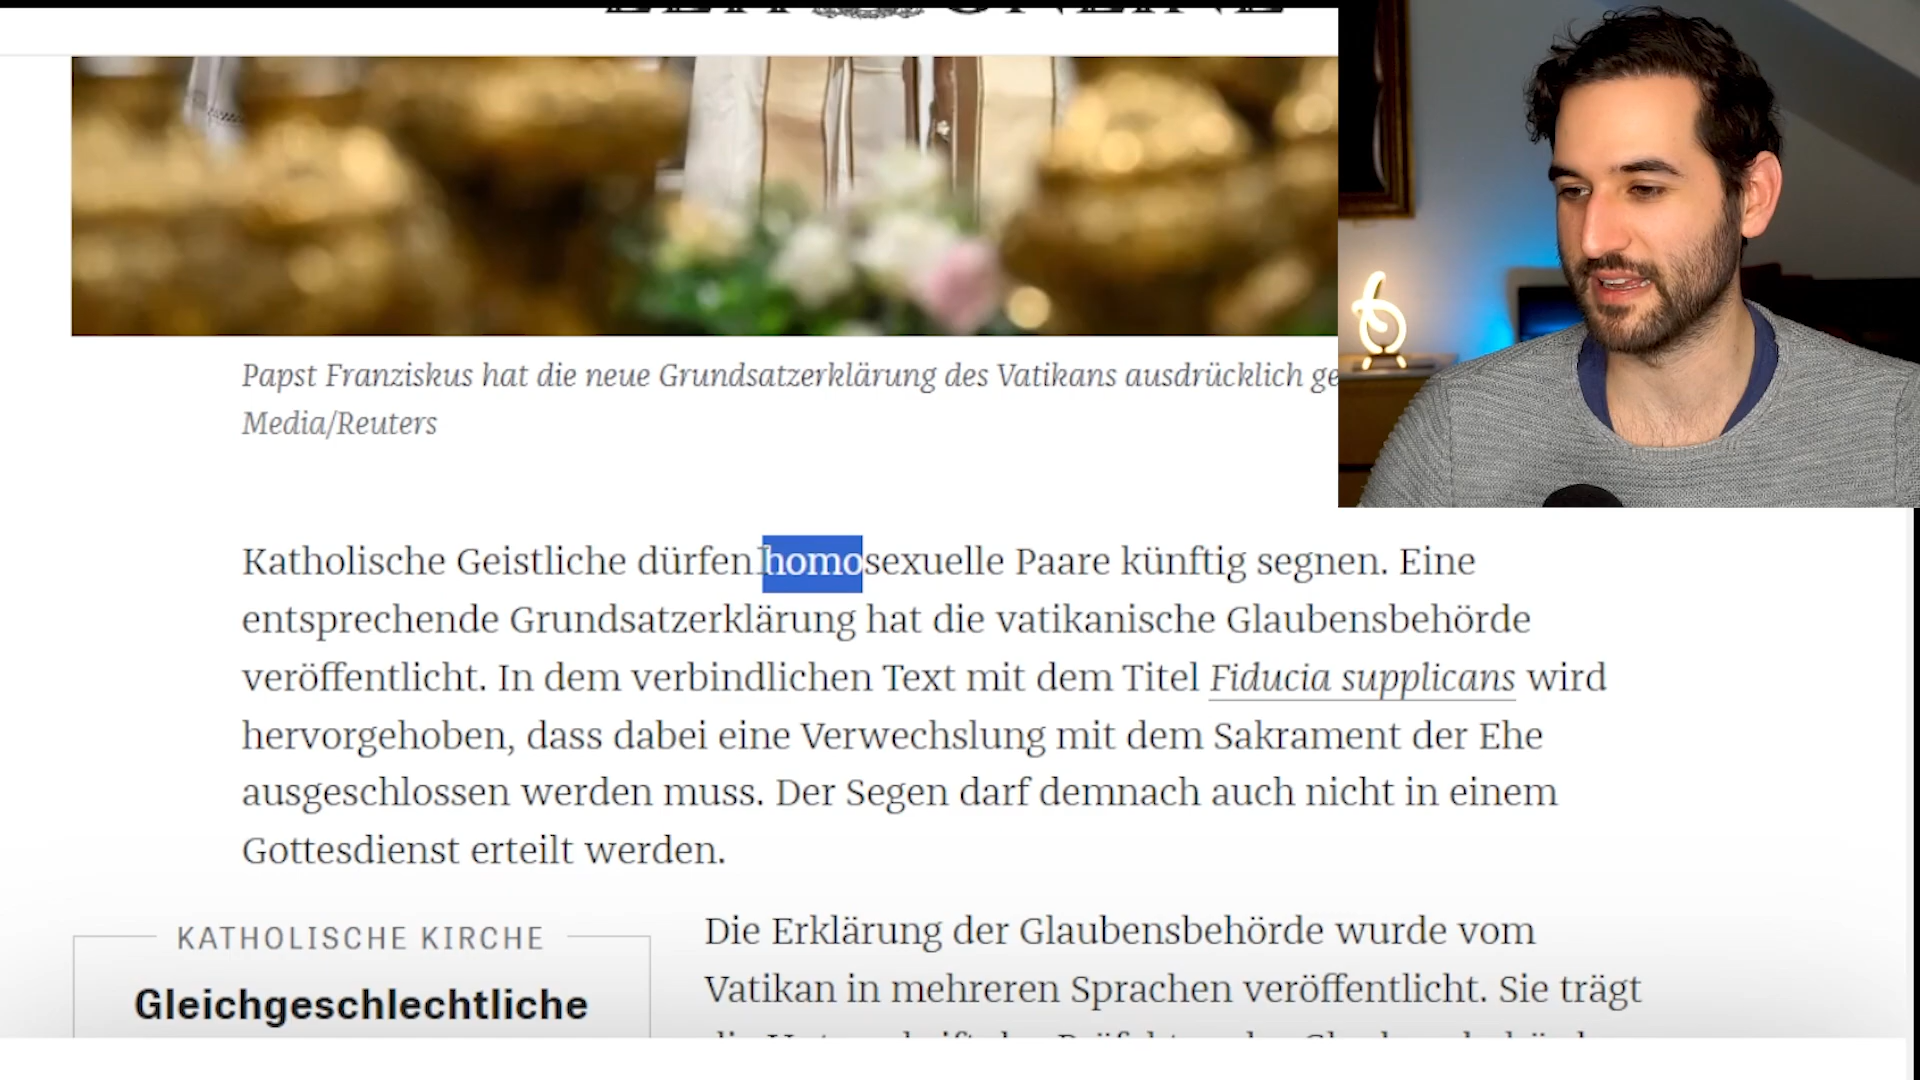 ZEIT ONLINE
Papst Franziskus hat die neue Grundsatzerklärung des Vatikans ausdrücklich ge
Media/Reuters
Katholische Geistliche dürfen homosexuelle Paare künftig segnen. Eine
entsprechende Grundsatzerklärung hat die vatikanische Glaubensbehörde
veröffentlicht. In dem verbindlichen Text mit dem Titel Fiducia supplicans wird
hervorgehoben, dass dabei eine Verwechslung mit dem Sakrament der Ehe
ausgeschlossen werden muss. Der Segen darf demnach auch nicht in einem
Gottesdienst erteilt werden.
KATHOLISCHE KIRCHE
Gleichgeschlechtliche
Die Erklärung der Glaubensbehörde wurde vom
Vatikan in mehreren Sprachen veröffentlicht. Sie trägt